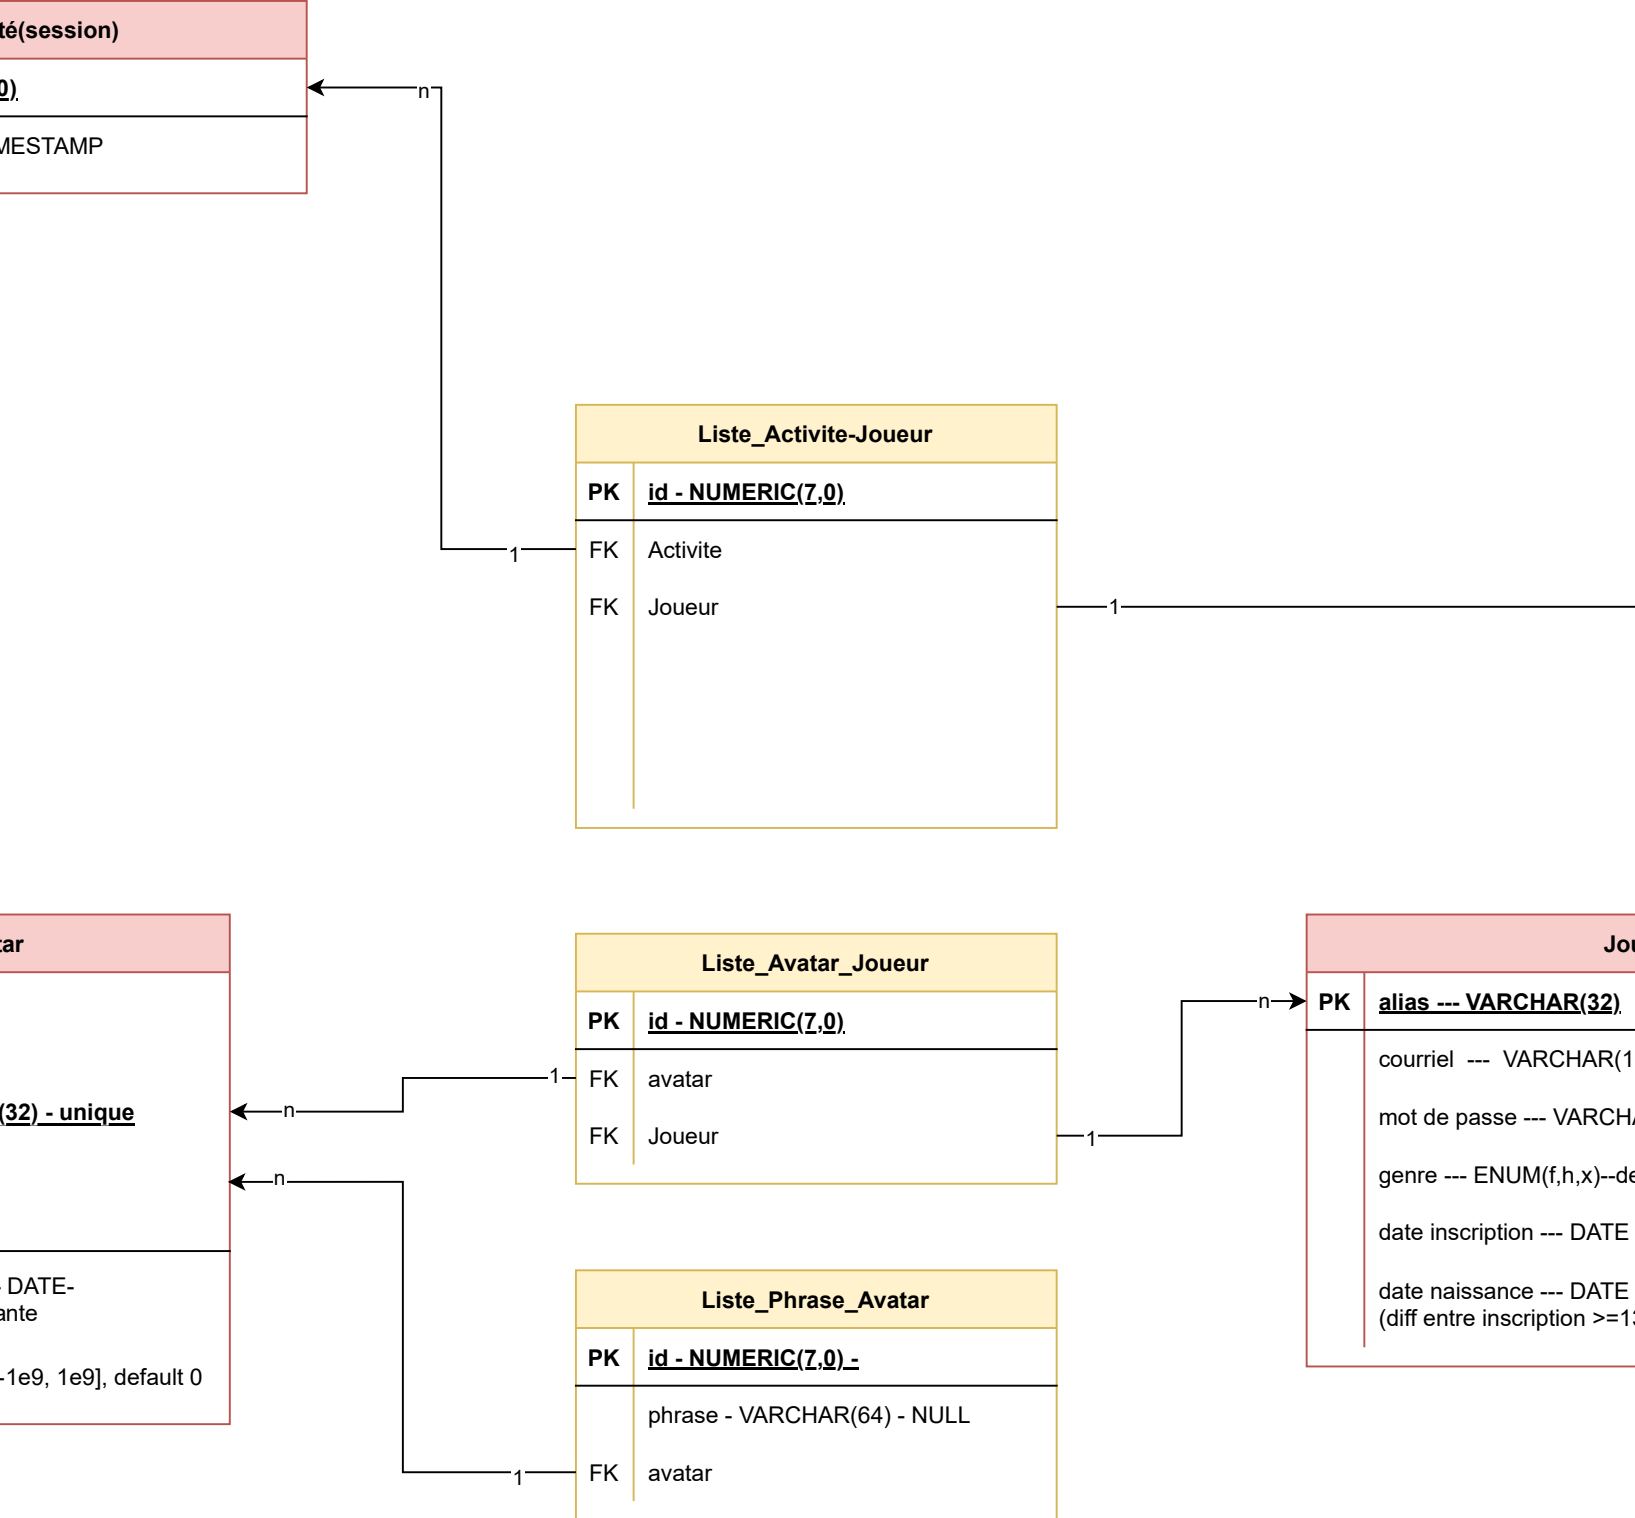 té(session)
0)
MESTAMP
n
1
Liste_Activite-Joueur
PK id - NUMERIC(7,0)
FK Activite
FK Joueur
1
tar
(32) - unique
- DATE-
ante
-1e9, 1e9], default 0
n
1
n
1
Liste_Avatar_Joueur
PK id - NUMERIC(7,0)
FK avatar
FK Joueur
1
n
Liste_Phrase_Avatar
PK id - NUMERIC(7,0) -
phrase - VARCHAR(64) - NULL
FK avatar
Jou
PK alias --- VARCHAR(32)
courriel --- VARCHAR(1
mot de passe --- VARCHA
genre --- ENUM(f,h,x)--de
date inscription --- DATE
date naissance --- DATE
(diff entre inscription >=13